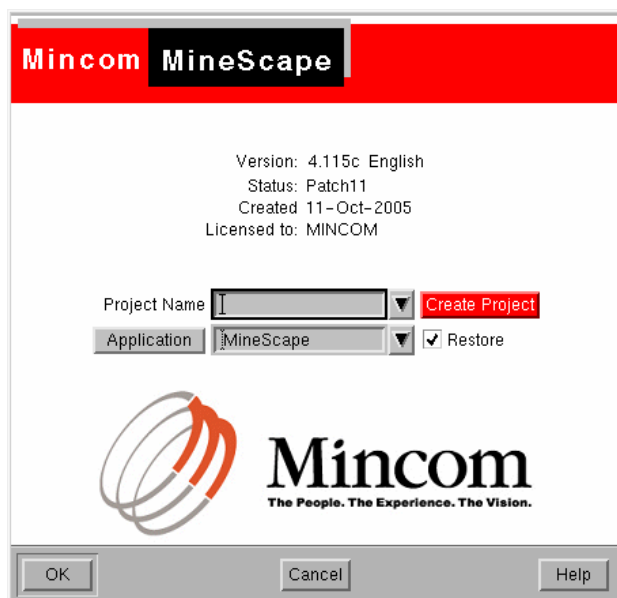 Mincom MineScape
Version: 4.115c English
Status: Patch11
Created 11-Oct-2005
Licensed to: MINCOM
Project Name Create Project
Application MineScape Restore
Mincom
The People. The Experience. The Vision.
OK Cancel Help